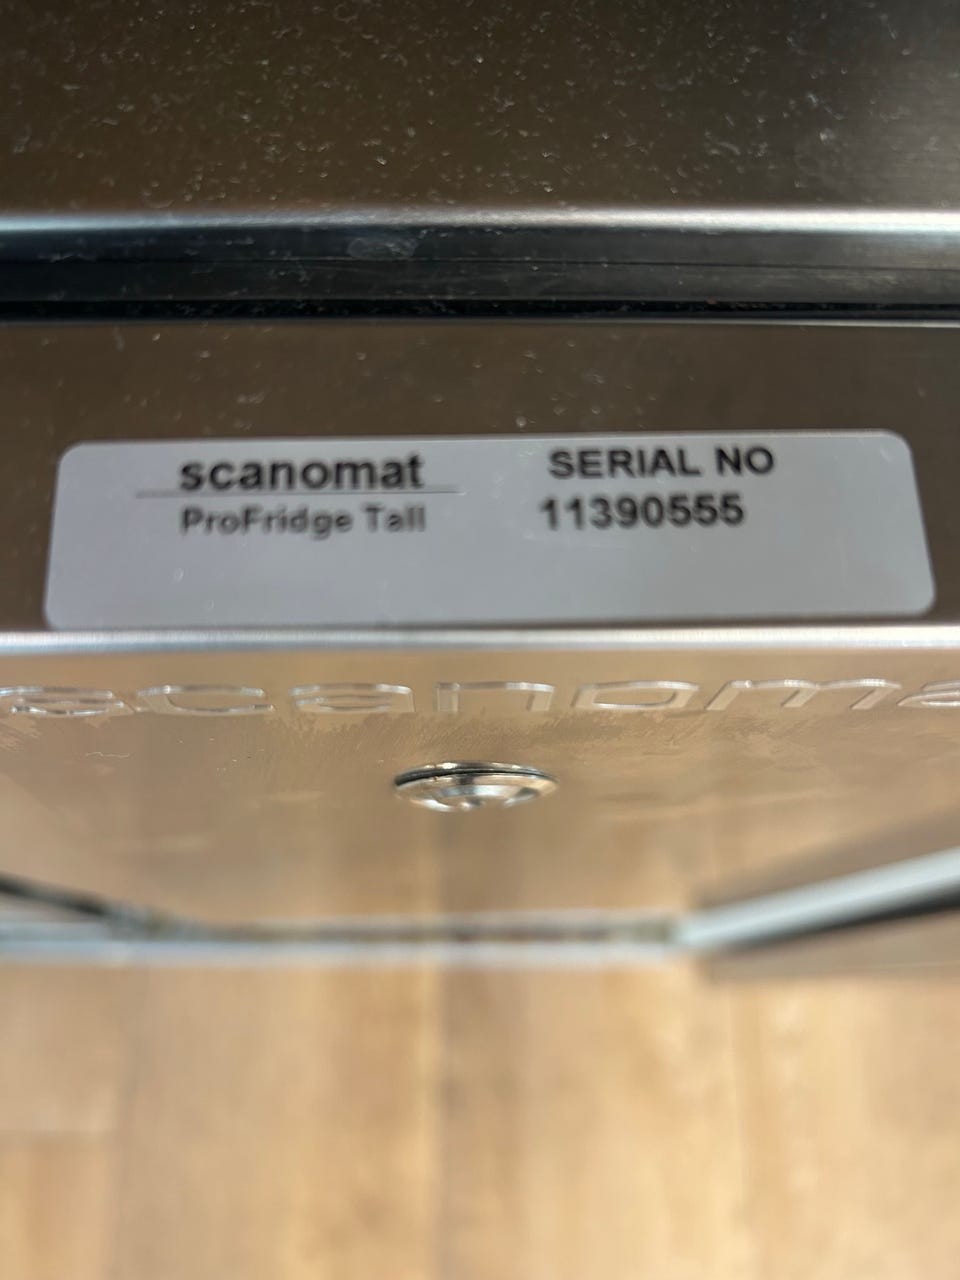 scanomat
ProFridge Tall
SERIAL NO
11390555
scanoma